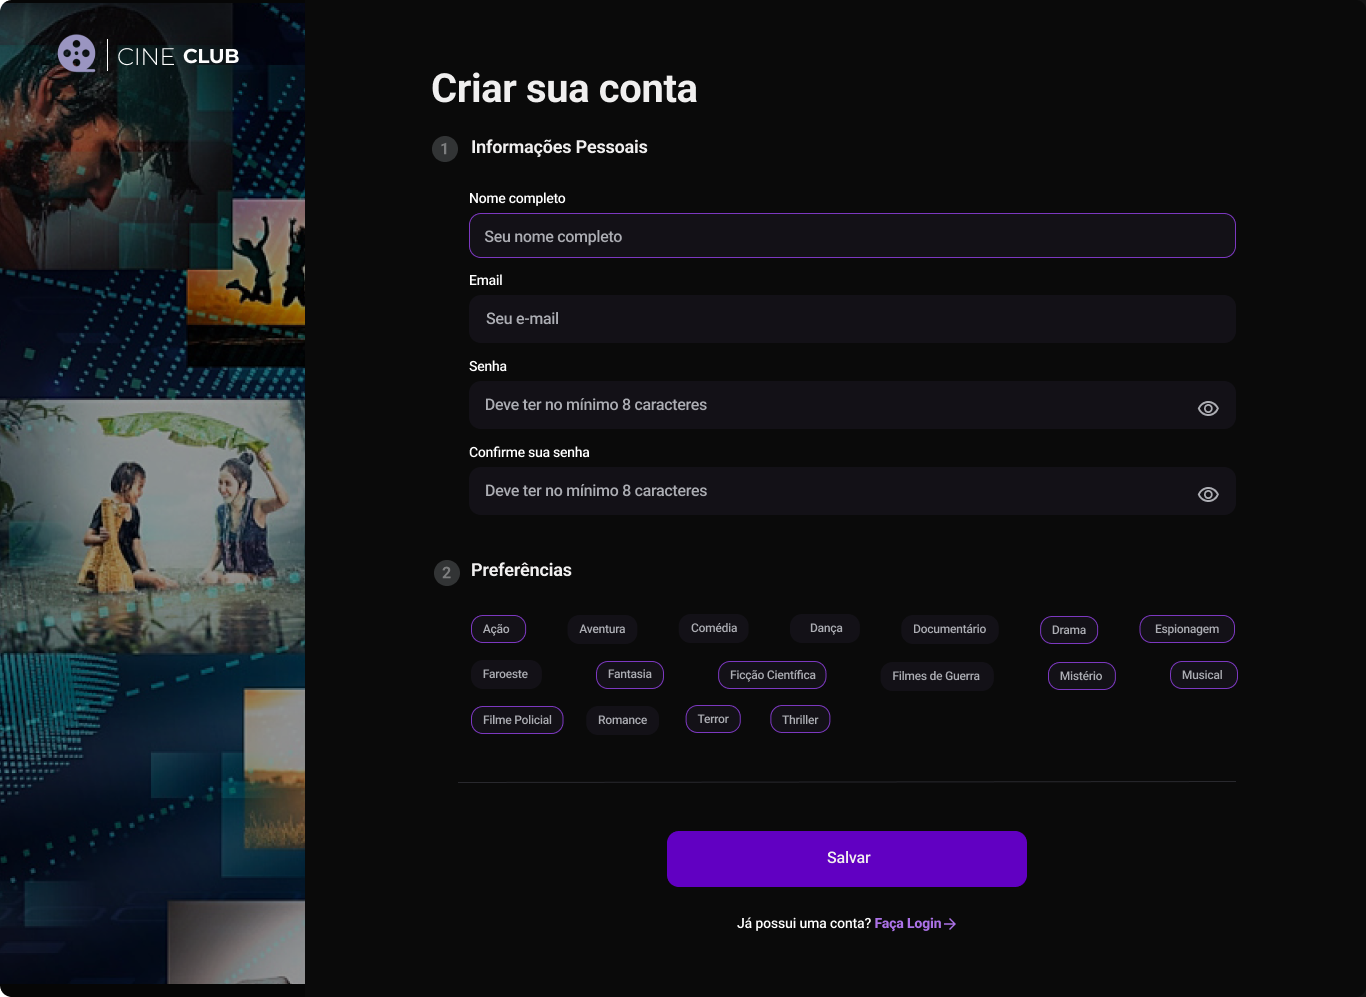 CINE CLUB
Criar sua conta
1 Informações Pessoais
Nome completo
Seu nome completo
Email
Seu e-mail
Senha
Deve ter no mínimo 8 caracteres
Confirme sua senha
Deve ter no mínimo 8 caracteres
2 Preferências
Ação Aventura Comédia Dança Documentário Drama Espionagem
Faroeste Fantasia Ficção Científica Filmes de Guerra Mistério Musical
Filme Policial Romance Terror Thriller
Salvar
Já possui uma conta? Faça Login